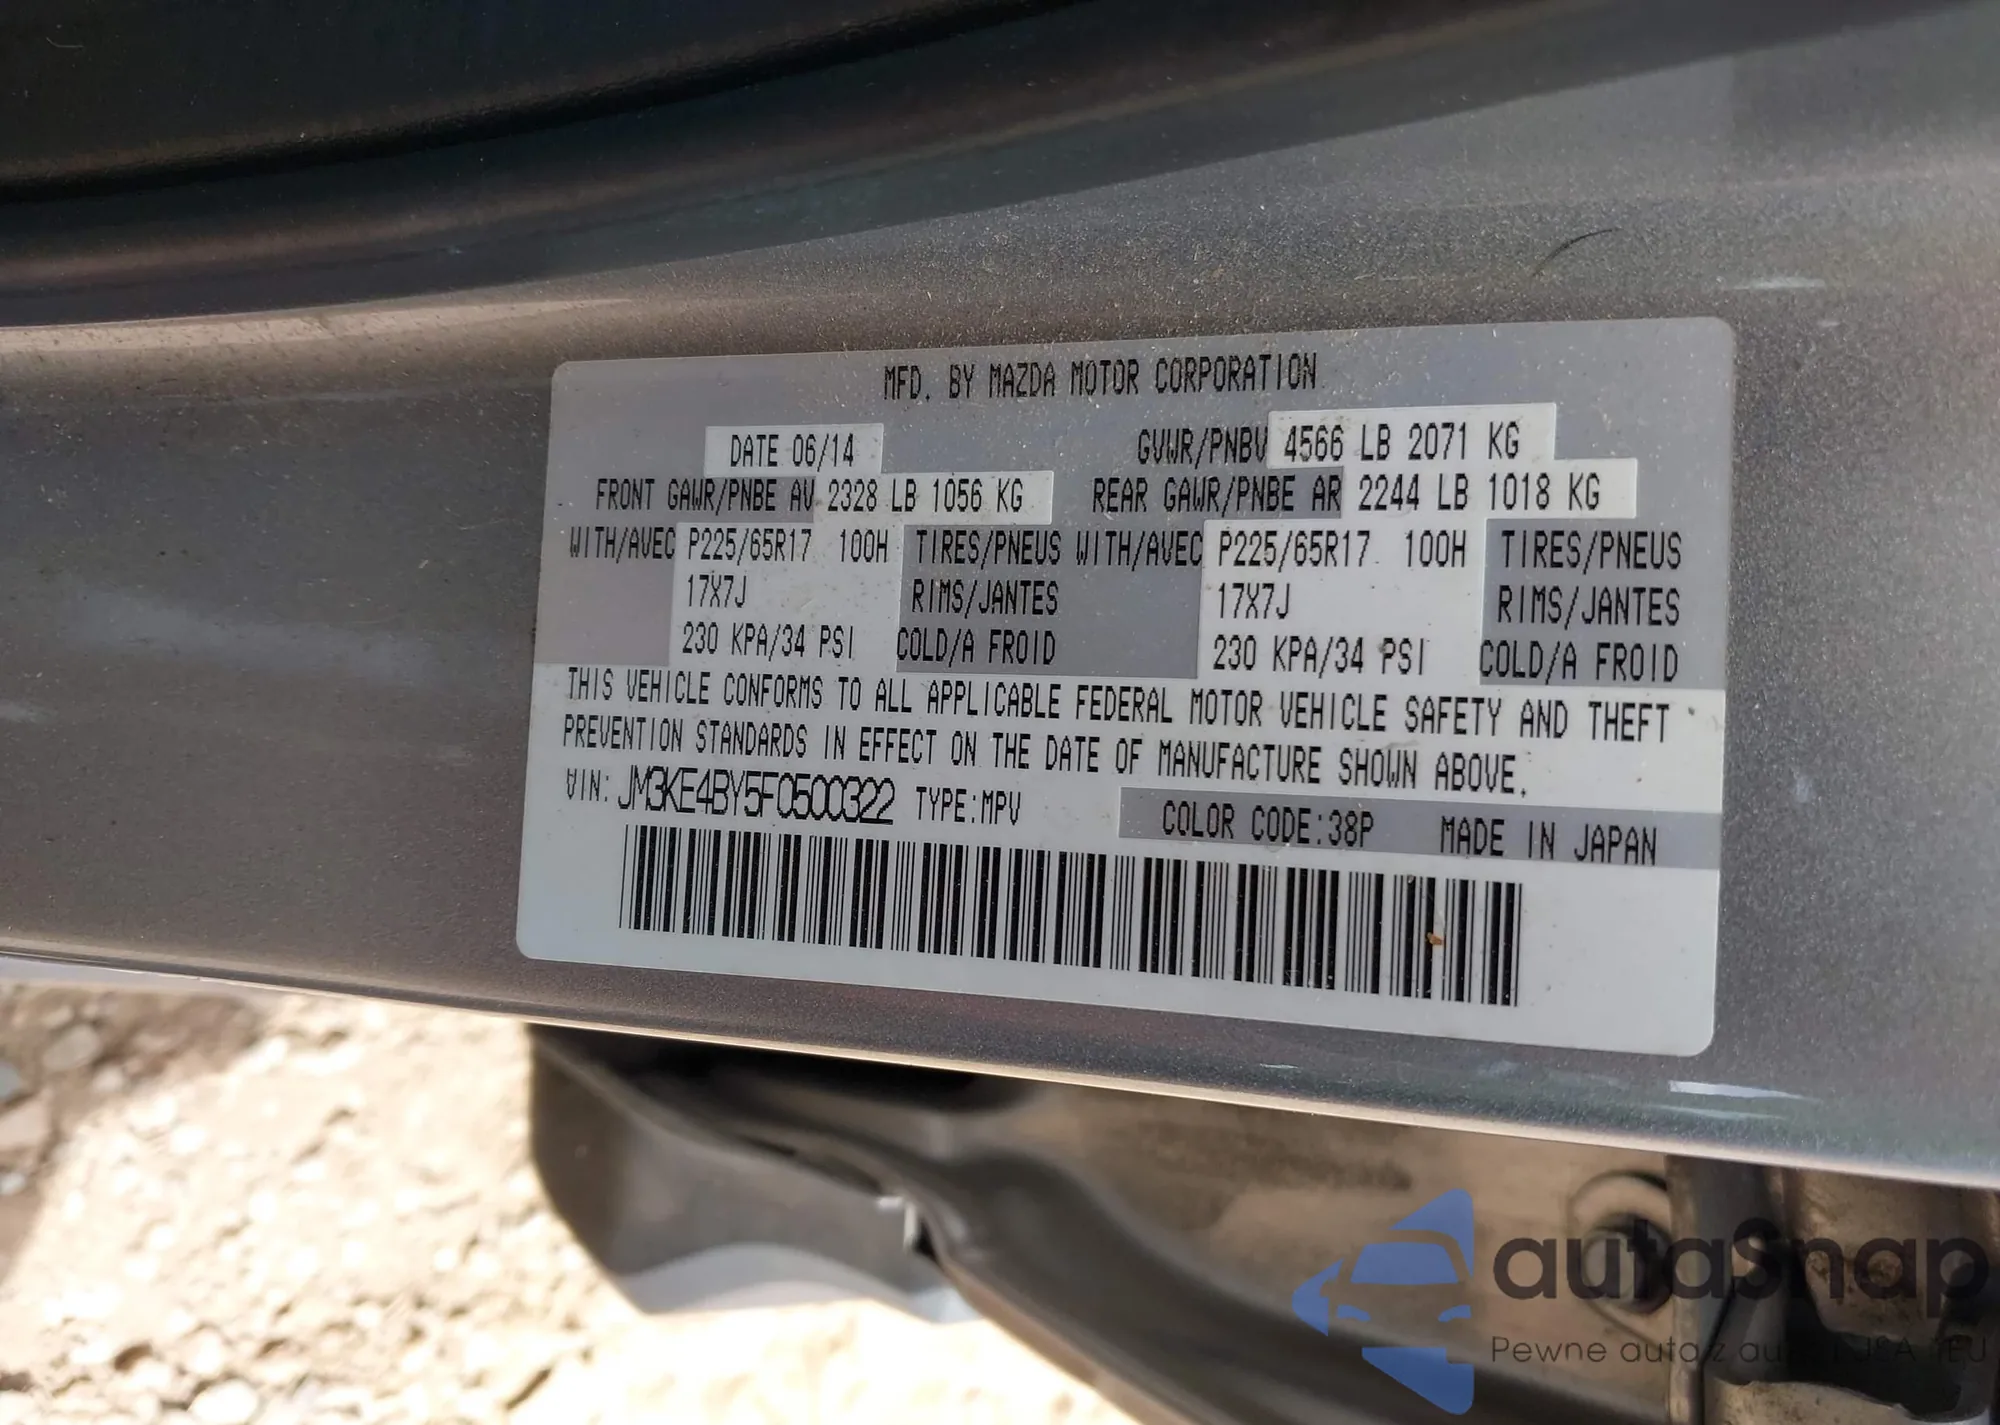 MFD. BY MAZDA MOTOR CORPORATION
DATE 06/14 GVWR/PNBV 4566 LB 2071 KG
FRONT GAWR/PNBE AV 2328 LB 1056 KG REAR GAWR/PNBE AR 2244 LB 1018 KG
WITH/AVEC P225/65R17 100H TIRES/PNEUS WITH/AVEC P225/65R17 100H TIRES/PNEUS
17X7J RIMS/JANTES 17X7J RIMS/JANTES
230 KPA/34 PSI COLD/A FROID 230 KPA/34 PSI COLD/A FROID
THIS VEHICLE CONFORMS TO ALL APPLICABLE FEDERAL MOTOR VEHICLE SAFETY AND THEFT
PREVENTION STANDARDS IN EFFECT ON THE DATE OF MANUFACTURE SHOWN ABOVE.
VIN: JM3KE4BY5F0500322 TYPE:MPV COLOR CODE:38P MADE IN JAPAN
autaSnap
Pewne auta z